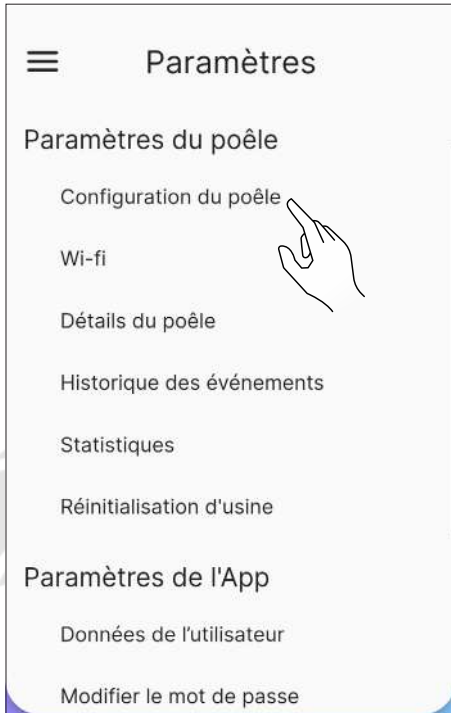 Paramètres
Paramètres du poêle
Configuration du poêle
Wi-fi
Détails du poêle
Historique des événements
Statistiques
Réinitialisation d'usine
Paramètres de l'App
Données de l’utilisateur
Modifier le mot de passe